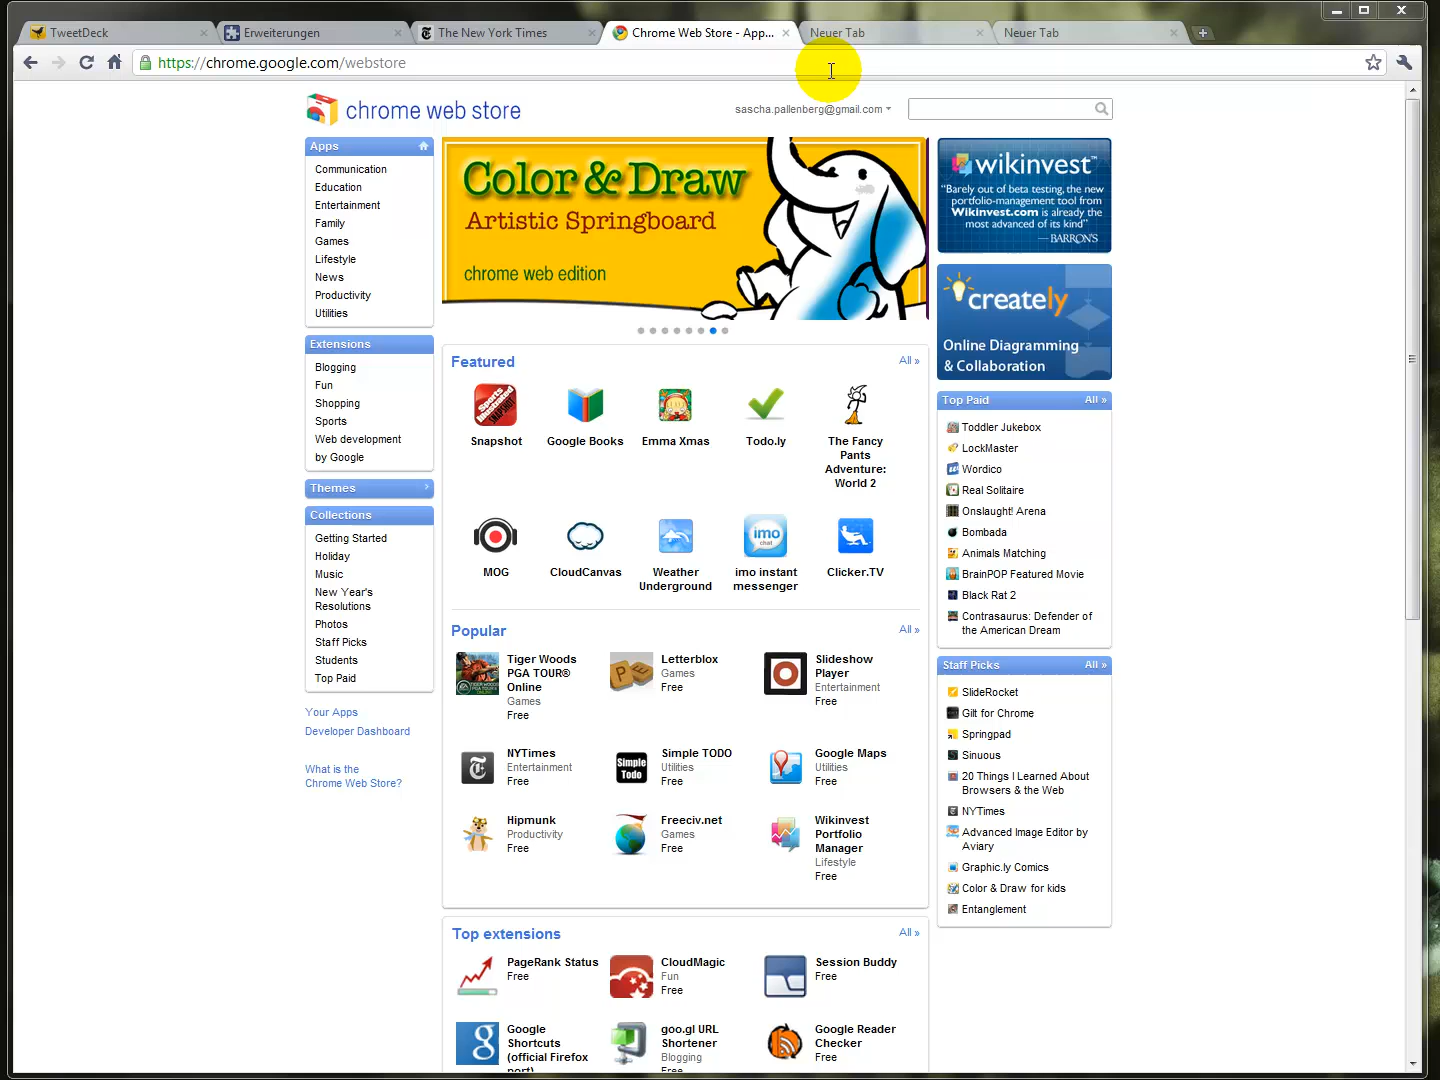 TweetDeck
Erweiterungen
The New York Times
Chrome Web Store - App...
Neuer Tab
Neuer Tab
https://chrome.google.com/webstore
chrome web store
sascha.pallenberg@gmail.com
Apps
Communication
Education
Entertainment
Family
Games
Lifestyle
News
Productivity
Utilities
Extensions
Blogging
Fun
Shopping
Sports
Web development
by Google
Themes
Collections
Getting Started
Holiday
Music
New Year's
Resolutions
Photos
Staff Picks
Students
Top Paid
Your Apps
Developer Dashboard
What is the
Chrome Web Store?
Color & Draw
Artistic Springboard
chrome web edition
Featured
All »
Snapshot
Google Books
Emma Xmas
Todo.ly
The Fancy
Pants
Adventure:
World 2
MOG
CloudCanvas
Weather
Underground
imo instant
messenger
Clicker.TV
Popular
All »
Tiger Woods
PGA TOUR®
Online
Games
Free
Letterblox
Games
Free
Slideshow
Player
Entertainment
Free
NYTimes
Entertainment
Free
Simple
Todo
Simple TODO
Utilities
Free
Google Maps
Utilities
Free
Hipmunk
Productivity
Free
Freeciv.net
Games
Free
Wikinvest
Portfolio
Manager
Lifestyle
Free
Top extensions
All »
PageRank Status
Free
CloudMagic
Fun
Free
Session Buddy
Free
Google
Shortcuts
(official Firefox
port)
goo.gl URL
Shortener
Blogging
Free
Google Reader
Checker
Free
wikinvest™
"Barely out of beta testing, the new
portfolio-management tool from
Wikinvest.com is already the
most advanced of its kind"
— BARRON'S
creately
Online Diagramming
& Collaboration
Top Paid
All »
Toddler Jukebox
LockMaster
Wordico
Real Solitaire
Onslaught! Arena
Bombada
Animals Matching
BrainPOP Featured Movie
Black Rat 2
Contrasaurus: Defender of
the American Dream
Staff Picks
All »
SlideRocket
Gilt for Chrome
Springpad
Sinuous
20 Things I Learned About
Browsers & the Web
NYTimes
Advanced Image Editor by
Aviary
Graphic.ly Comics
Color & Draw for kids
Entanglement